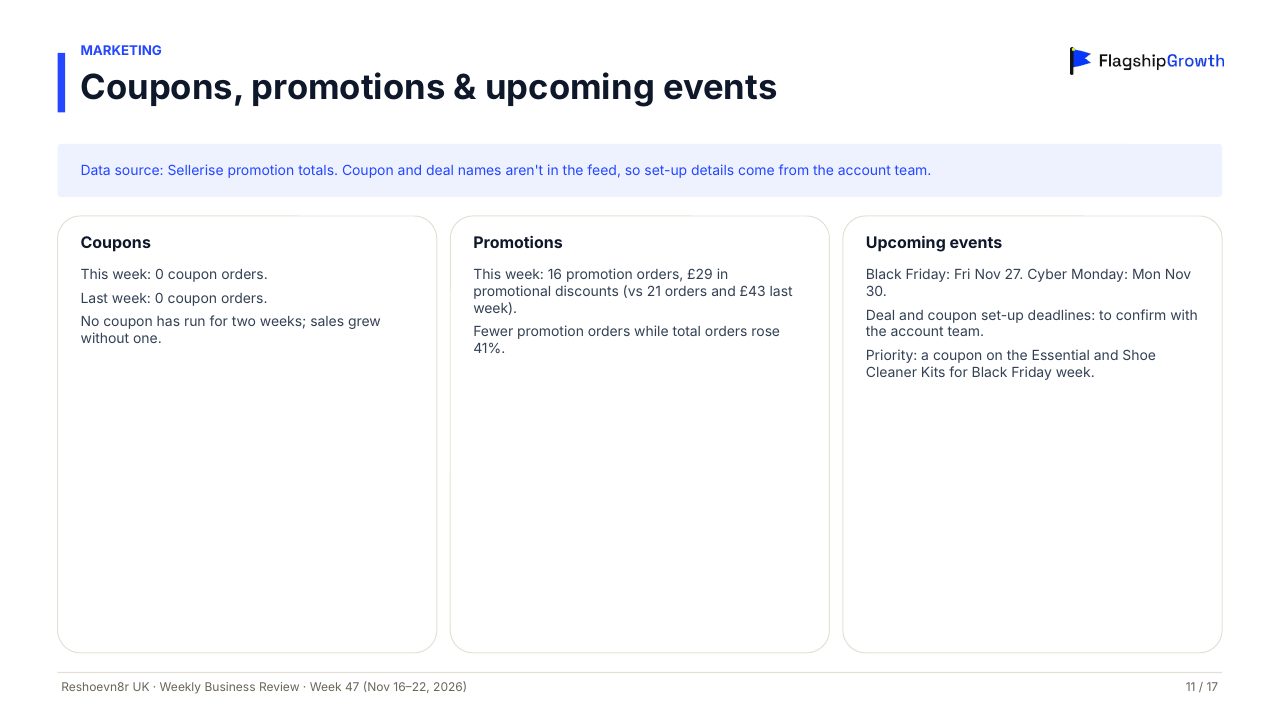 MARKETING
Coupons, promotions & upcoming events
FlagshipGrowth
Data source: Sellerise promotion totals. Coupon and deal names aren't in the feed, so set-up details come from the account team.
Coupons
This week: 0 coupon orders.
Last week: 0 coupon orders.
No coupon has run for two weeks; sales grew
without one.
Promotions
This week: 16 promotion orders, £29 in
promotional discounts (vs 21 orders and £43 last
week).
Fewer promotion orders while total orders rose
41%.
Upcoming events
Black Friday: Fri Nov 27. Cyber Monday: Mon Nov
30.
Deal and coupon set-up deadlines: to confirm with
the account team.
Priority: a coupon on the Essential and Shoe
Cleaner Kits for Black Friday week.
Reshoevn8r UK · Weekly Business Review · Week 47 (Nov 16–22, 2026)
11 / 17